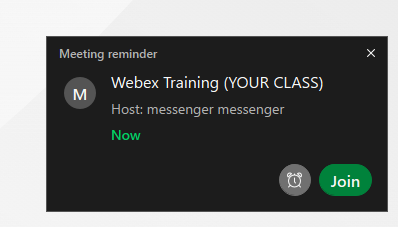 Meeting reminder
M
Webex Training (YOUR CLASS)
Host: messenger messenger
Now
Join